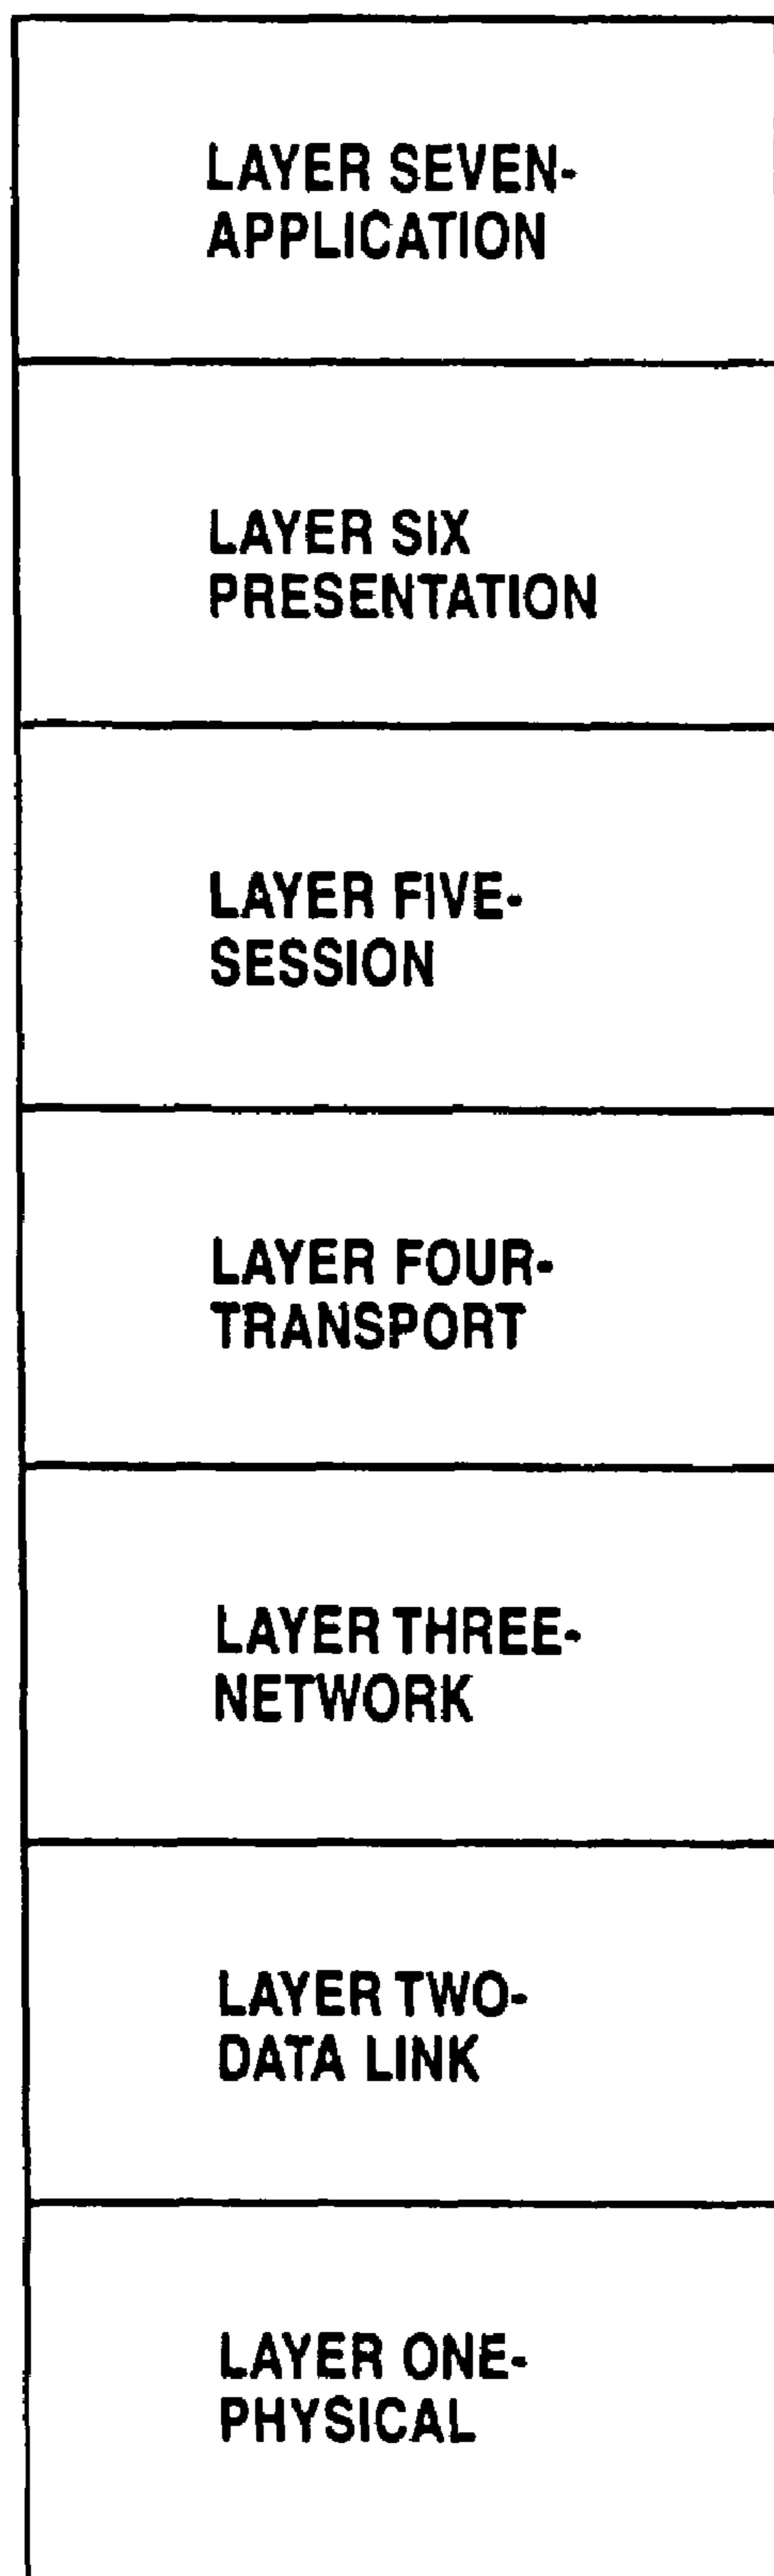 LAYER SEVEN-
APPLICATION
LAYER SIX
PRESENTATION
LAYER FIVE-
SESSION
LAYER FOUR-
TRANSPORT
LAYER THREE-
NETWORK
LAYER TWO-
DATA LINK
LAYER ONE-
PHYSICAL